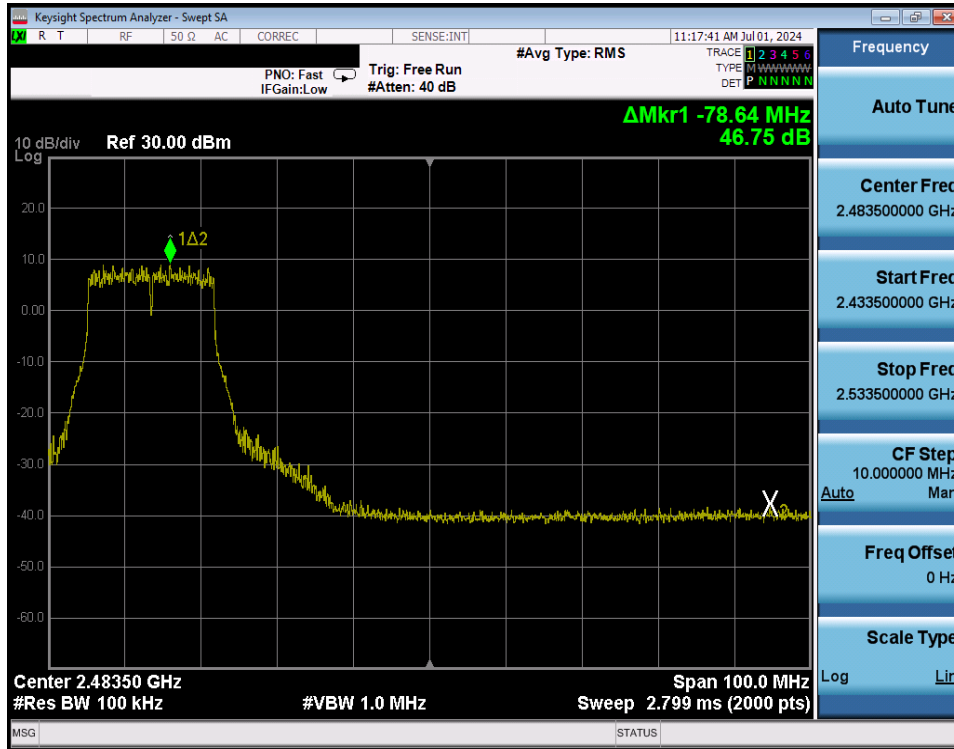 Keysight Spectrum Analyzer - Swept SA
LXI R T RF 50 Ω AC CORREC SENSE:INT 11:17:41 AM Jul 01, 2024
#Avg Type: RMS
TRACE 1 2 3 4 5 6
TYPE M W W W W W
DET P N N N N N
PNO: Fast
IFGain:Low
Trig: Free Run
#Atten: 40 dB
ΔMkr1 -78.64 MHz
46.75 dB
10 dB/div Ref 30.00 dBm
Log
20.0
1Δ2
10.0
0.00
-10.0
-20.0
-30.0
-40.0
-50.0
-60.0
Center 2.48350 GHz Span 100.0 MHz
#Res BW 100 kHz #VBW 1.0 MHz Sweep 2.799 ms (2000 pts)
MSG STATUS
Frequency
Auto Tune
Center Freq
2.483500000 GHz
Start Freq
2.433500000 GHz
Stop Freq
2.533500000 GHz
CF Step
10.000000 MHz
Auto Man
Freq Offset
0 Hz
Scale Type
Log Lin